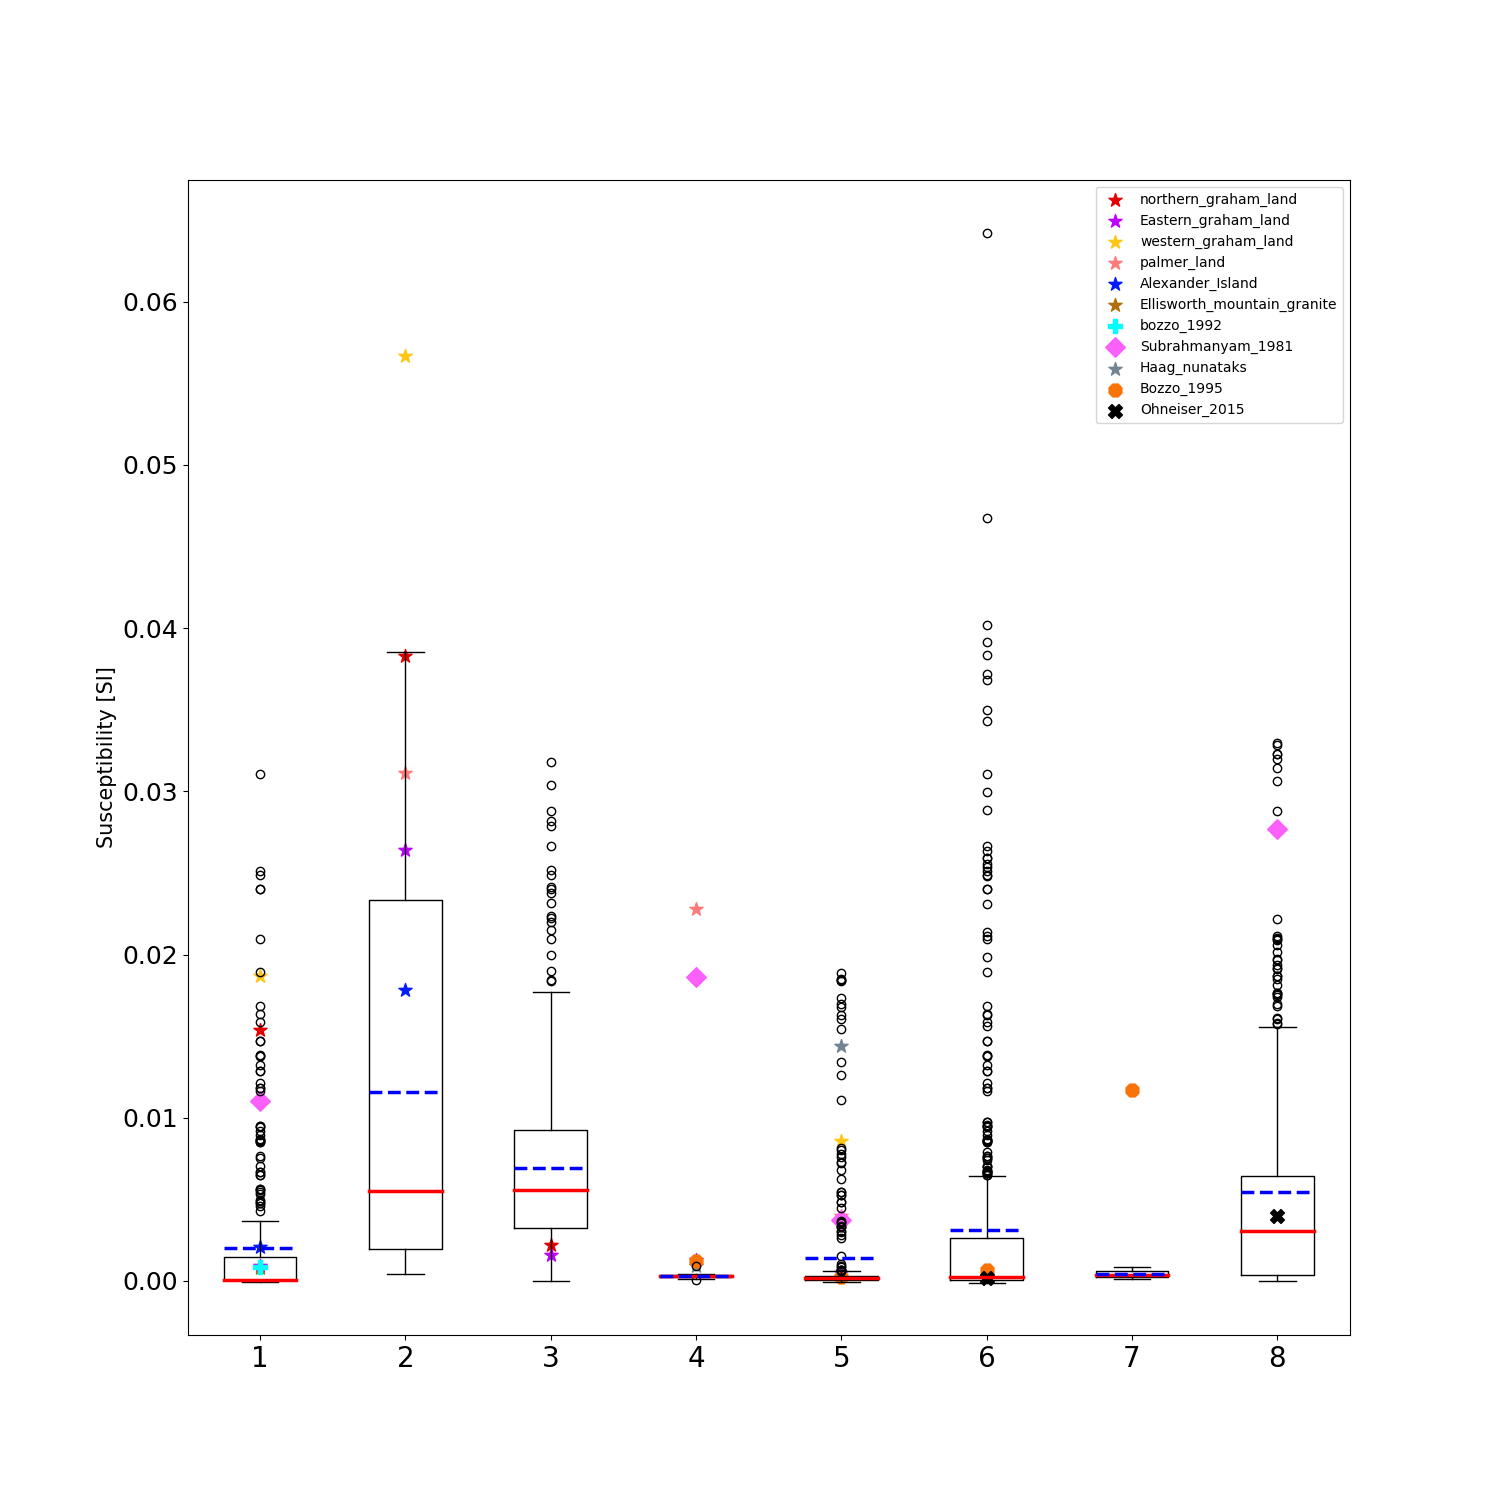 northern_graham_land
Eastern_graham_land
western_graham_land
palmer_land
Alexander_Island
Ellisworth_mountain_granite
bozzo_1992
Subrahmanyam_1981
Haag_nunataks
Bozzo_1995
Ohneiser_2015
0.06
0.05
0.04
0.03
0.02
0.01
0.00
Susceptibility [SI]
1 2 3 4 5 6 7 8